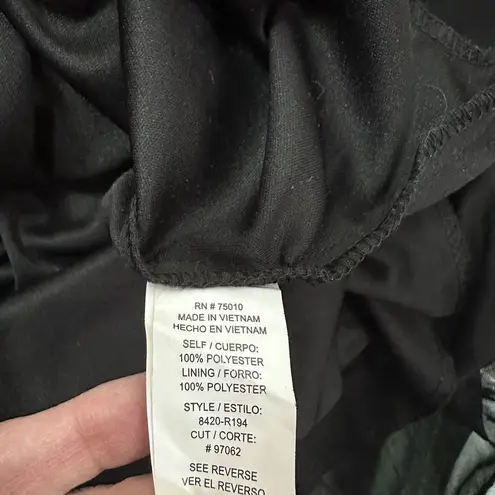 RN # 75010
MADE IN VIETNAM
HECHO EN VIETNAM
SELF / CUERPO:
100% POLYESTER
LINING / FORRO:
100% POLYESTER
STYLE / ESTILO:
8420-R194
CUT / CORTE:
# 97062
SEE REVERSE
VER EL REVERSO